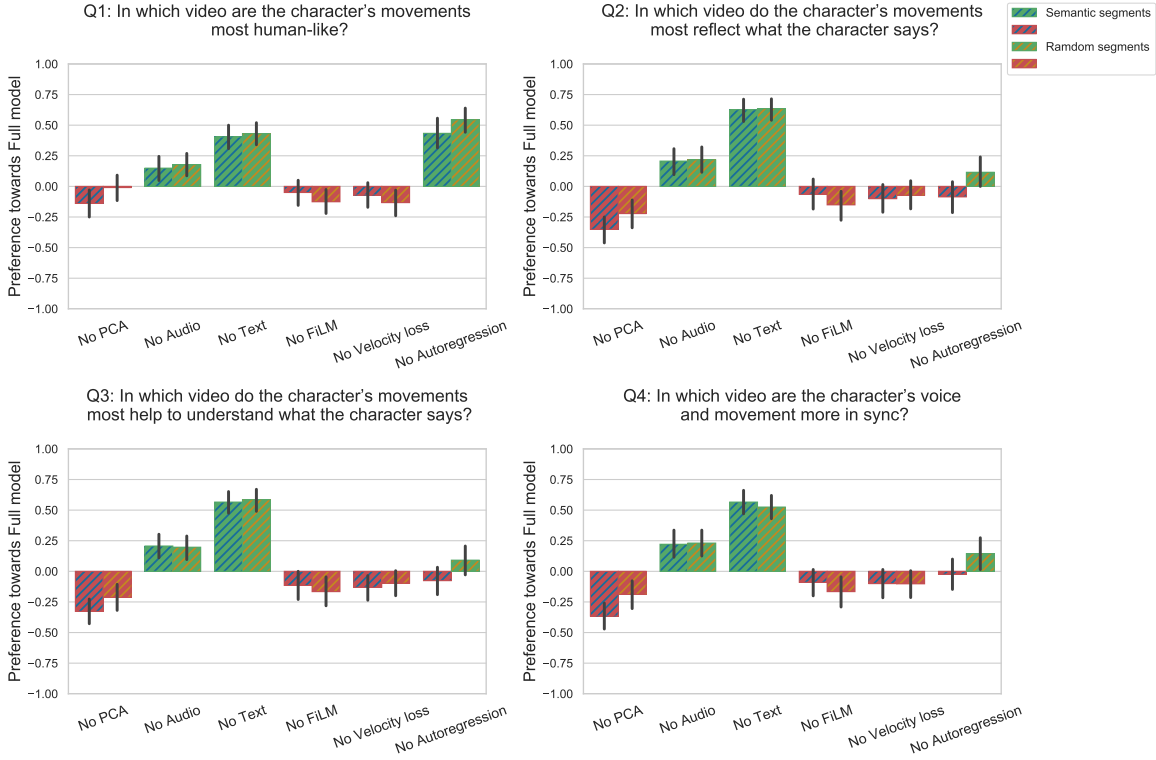 Q1: In which video are the character’s movements
most human-like?
Q2: In which video do the character’s movements
most reflect what the character says?
Semantic segments
Ramdom segments
Preference towards Full model
1.00
0.75
0.50
0.25
0.00
−0.25
−0.50
−0.75
−1.00
No PCA
No Audio
No Text
No FiLM
No Velocity loss
No Autoregression
Preference towards Full model
1.00
0.75
0.50
0.25
0.00
−0.25
−0.50
−0.75
−1.00
No PCA
No Audio
No Text
No FiLM
No Velocity loss
No Autoregression
Q3: In which video do the character’s movements
most help to understand what the character says?
Q4: In which video are the character’s voice
and movement more in sync?
Preference towards Full model
1.00
0.75
0.50
0.25
0.00
−0.25
−0.50
−0.75
−1.00
No PCA
No Audio
No Text
No FiLM
No Velocity loss
No Autoregression
Preference towards Full model
1.00
0.75
0.50
0.25
0.00
−0.25
−0.50
−0.75
−1.00
No PCA
No Audio
No Text
No FiLM
No Velocity loss
No Autoregression